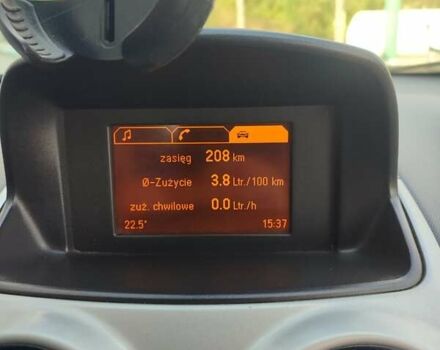 zasięg 208 km
Ø-Zużycie 3.8 Ltr./100 km
zuż. chwilowe 0.0 Ltr./h
22.5° 15:37